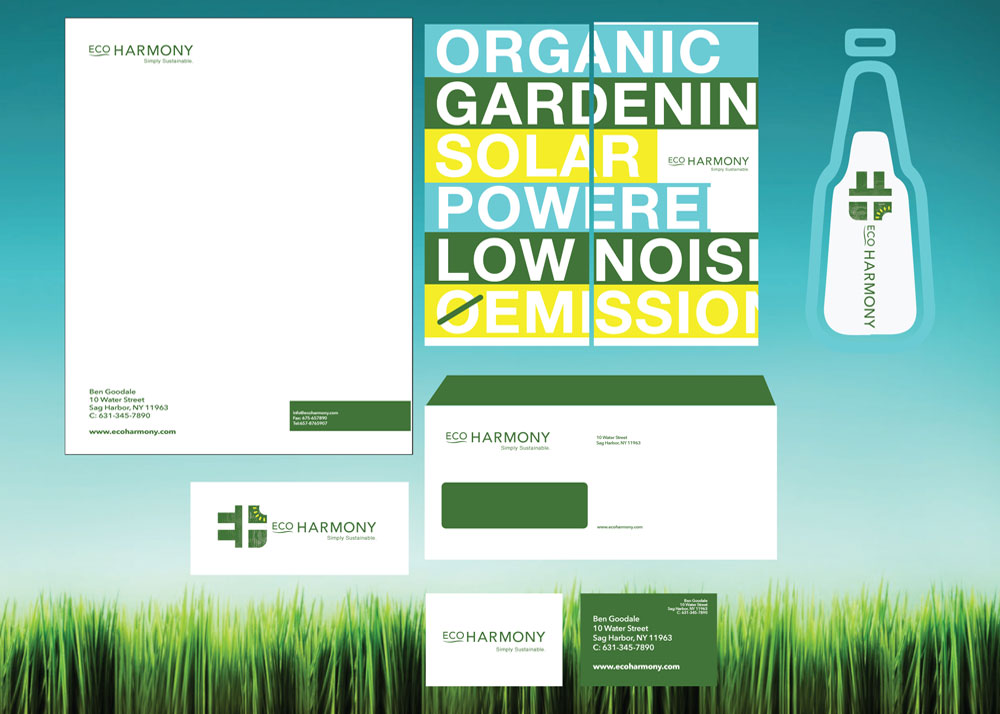 ECO HARMONY
Simply Sustainable.
Ben Goodale
10 Water Street
Sag Harbor, NY 11963
C: 631-345-7890
www.ecoharmony.com
info@ecoharmony.com
Fax: 675-657890
Tel:657-8765907
ORGANIC
GARDENIN
SOLAR
ECO HARMONY
Simply Sustainable.
POWERE
LOW NOISE
ØEMISSION
ECO HARMONY
ECO HARMONY
Simply Sustainable.
10 Water Street
Sag Harbor, NY 11963
www.ecoharmony.com
ECO HARMONY
Simply Sustainable.
ECO HARMONY
Simply Sustainable.
Ben Goodale
10 Water Street
Sag Harbor, NY 11963
C: 631-345-7890
Ben Goodale
10 Water Street
Sag Harbor, NY 11963
C: 631-345-7890
www.ecoharmony.com